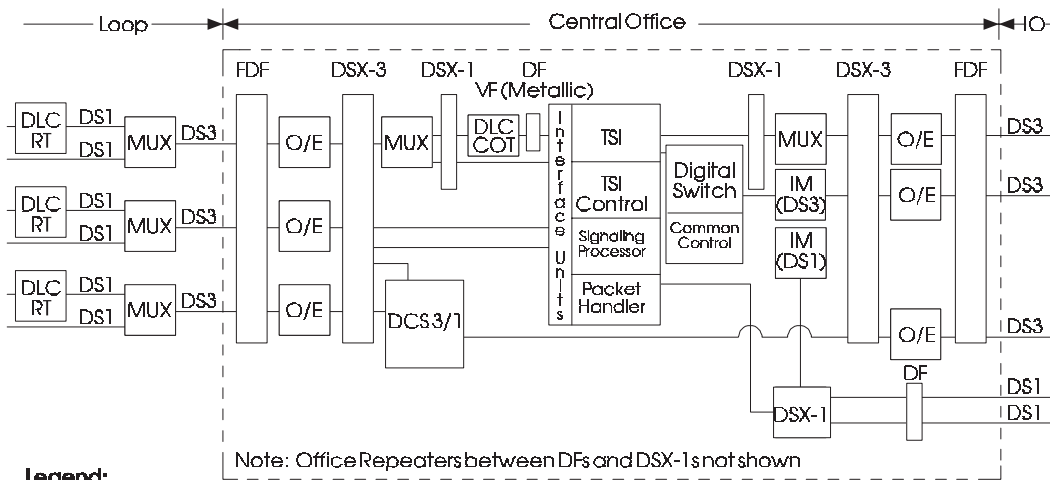 Loop
Central Office
IO
FDF
DSX-3
DSX-1
DF
VF (Metallic)
DSX-1
DSX-3
FDF
DLC
RT
DS1
DS1
MUX
DS3
O/E
MUX
DLC
COT
Interface Units
TSI
MUX
O/E
DS3
TSI
Control
Digital
Switch
IM
(DS3)
O/E
DS3
DLC
RT
DS1
DS1
MUX
DS3
O/E
Signaling
Processor
Common
Control
IM
(DS1)
DLC
RT
DS1
DS1
MUX
DS3
O/E
DCS 3/1
Packet
Handler
O/E
DS3
DF
DSX-1
DS1
DS1
Note: Office Repeaters between DFs and DSX-1s not shown
Legend: